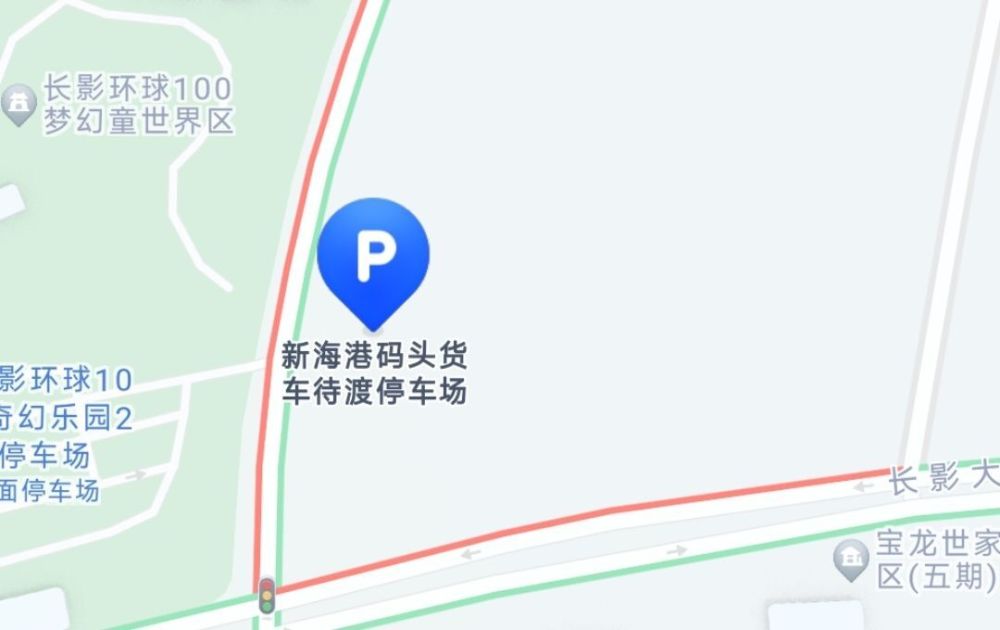 长影环球100
梦幻童世界区
P
新海港码头货
车待渡停车场
影环球10
奇幻乐园2
停车场
面停车场
长影大
宝龙世家
区(五期)